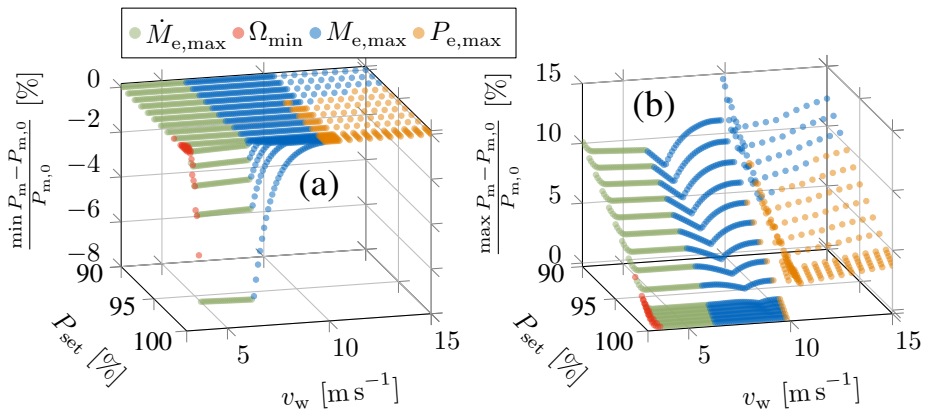 Ṁe,max Ωmin Me,max Pe,max
min Pm−Pm,0 / Pm,0 [%]
0
−2
−4
−6
−8
90
95
100
Pset [%]
5
10
15
vw [m s−1]
(a)
max Pm−Pm,0 / Pm,0 [%]
15
10
5
0
90
95
100
Pset [%]
5
10
15
vw [m s−1]
(b)